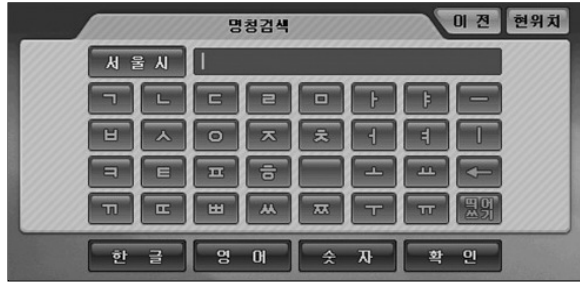 명칭검색 이전 현위치
서울시
ㄱ ㄴ ㄷ ㄹ ㅁ ㅏ ㅑ ㅡ
ㅂ ㅅ ㅇ ㅈ ㅊ ㅓ ㅕ ㅣ
ㅋ ㅌ ㅍ ㅎ ㅗ ㅛ ←
ㄲ ㄸ ㅃ ㅆ ㅉ ㅜ ㅠ 띄어쓰기
한글 영어 숫자 확인